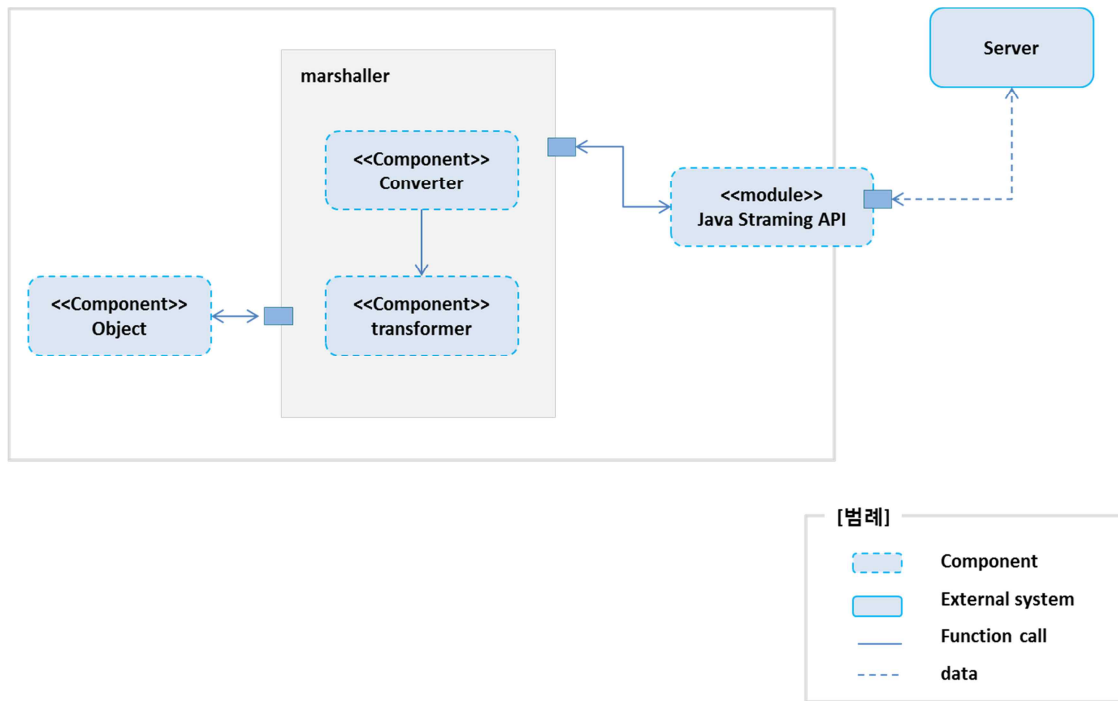 Server
marshaller
<<Component>>
Converter
<<module>>
Java Straming API
<<Component>>
Object
<<Component>>
transformer
[범례]
Component
External system
Function call
data